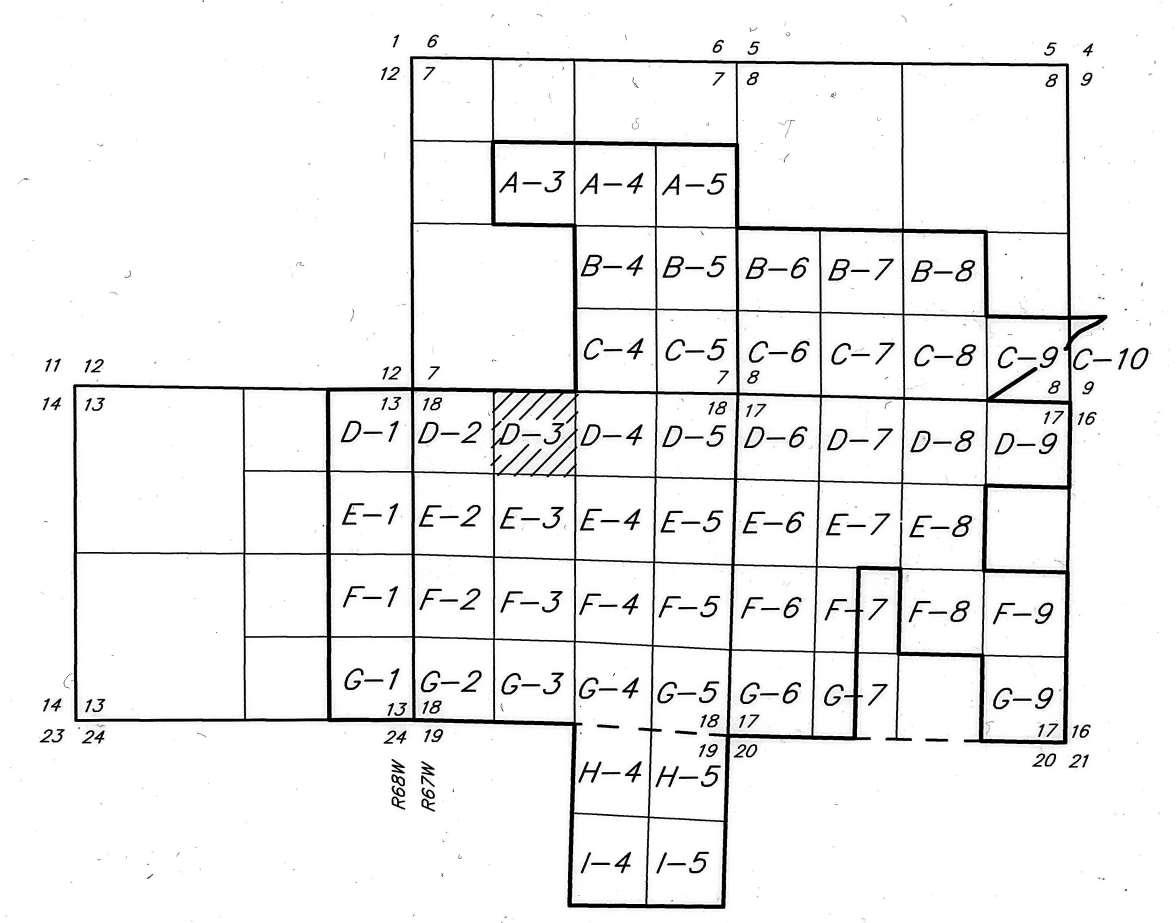 1 6 6 5 5 4
12 7 7 8 8 9
A-3 A-4 A-5
B-4 B-5 B-6 B-7 B-8
C-4 C-5 C-6 C-7 C-8 C-9 C-10
11 12 12 7 7 8 8 9
14 13 13 18 18 17 17 16
D-1 D-2 D-3 D-4 D-5 D-6 D-7 D-8 D-9
E-1 E-2 E-3 E-4 E-5 E-6 E-7 E-8
F-1 F-2 F-3 F-4 F-5 F-6 F-7 F-8 F-9
G-1 G-2 G-3 G-4 G-5 G-6 G-7 G-9
14 13 13 18 18 17 17 16
23 24 24 19 19 20 20 21
R68W
R67W
H-4 H-5
I-4 I-5